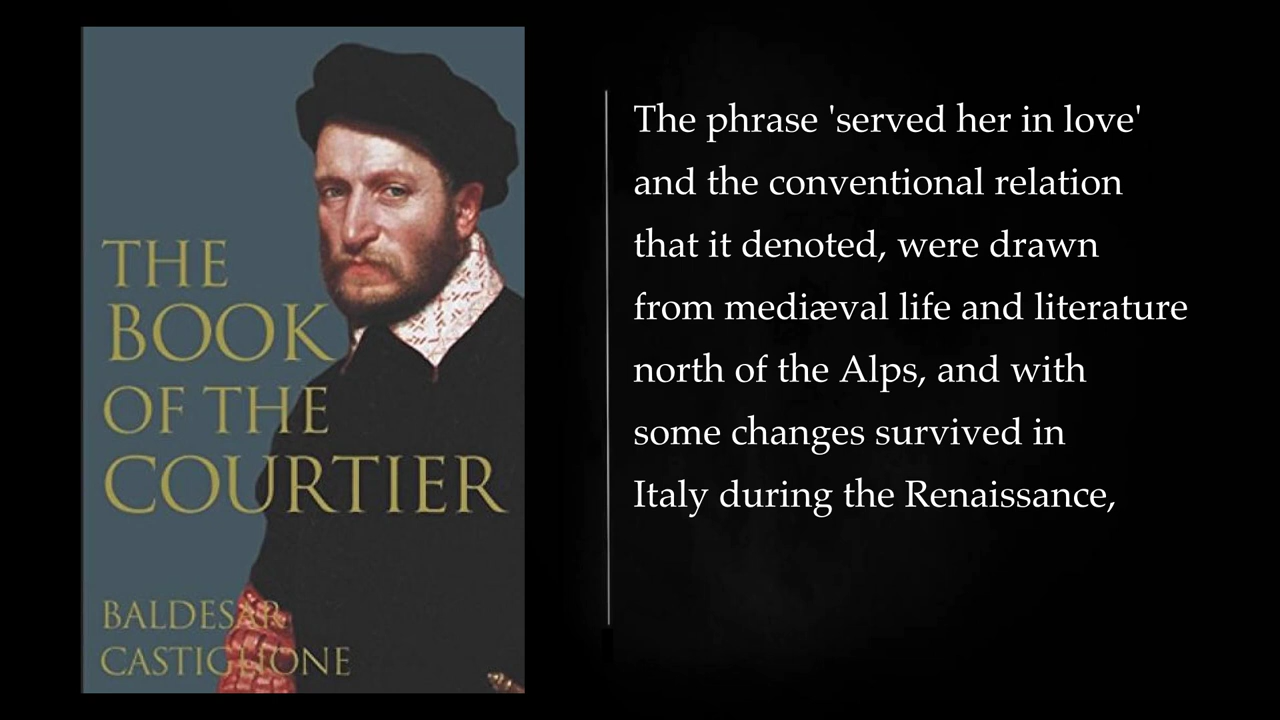 THE
BOOK
OF THE
COURTIER
BALDESAR
CASTIGLIONE
The phrase 'served her in love'
and the conventional relation
that it denoted, were drawn
from mediæval life and literature
north of the Alps, and with
some changes survived in
Italy during the Renaissance,